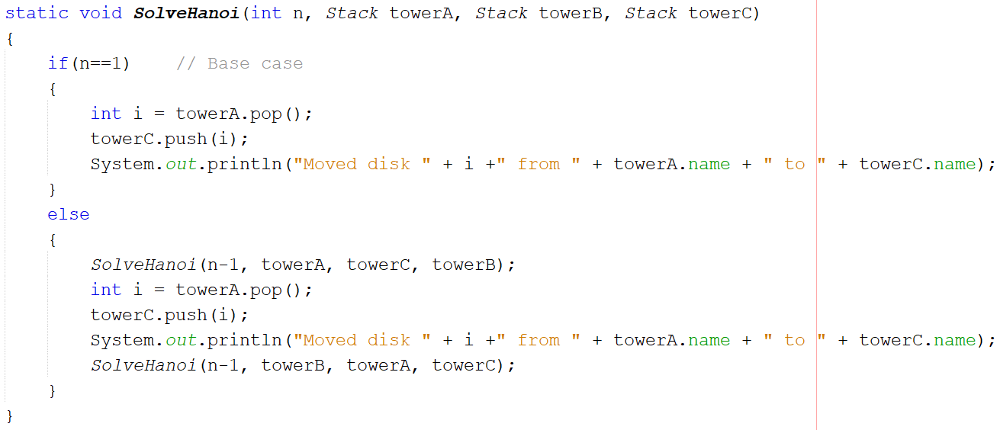 static void SolveHanoi(int n, Stack towerA, Stack towerB, Stack towerC)
{
    if(n==1)    // Base case
    {
        int i = towerA.pop();
        towerC.push(i);
        System.out.println("Moved disk " + i +" from " + towerA.name + " to " + towerC.name);
    }
    else
    {
        SolveHanoi(n-1, towerA, towerC, towerB);
        int i = towerA.pop();
        towerC.push(i);
        System.out.println("Moved disk " + i +" from " + towerA.name + " to " + towerC.name);
        SolveHanoi(n-1, towerB, towerA, towerC);
    }
}